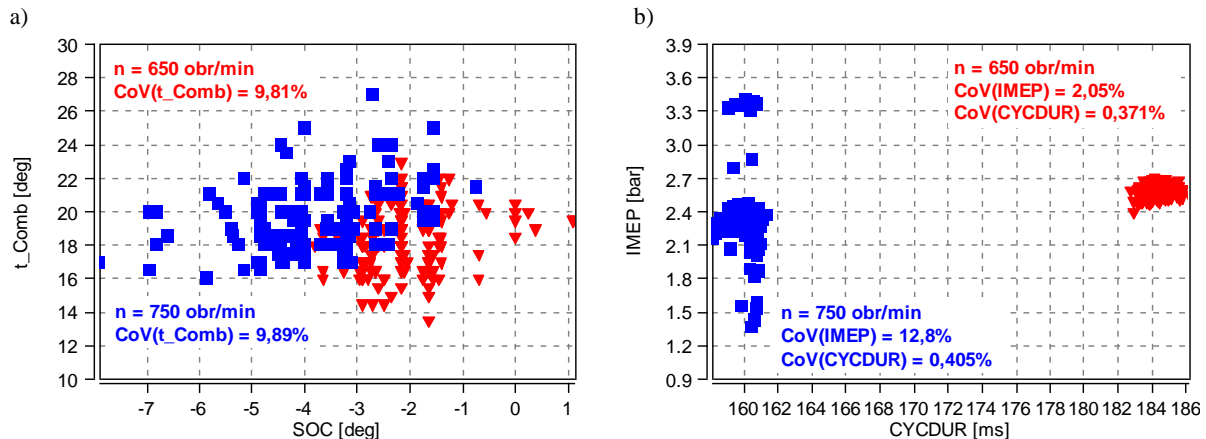 a)
30
28
26
24
22
20
18
16
14
12
10
t_Comb [deg]
n = 650 obr/min
CoV(t_Comb) = 9,81%
n = 750 obr/min
CoV(t_Comb) = 9,89%
-7 -6 -5 -4 -3 -2 -1 0 1
SOC [deg]
b)
3.9
3.6
3.3
3.0
2.7
2.4
2.1
1.8
1.5
1.2
0.9
IMEP [bar]
n = 650 obr/min
CoV(IMEP) = 2,05%
CoV(CYCDUR) = 0,371%
n = 750 obr/min
CoV(IMEP) = 12,8%
CoV(CYCDUR) = 0,405%
160 162 164 166 168 170 172 174 176 178 180 182 184 186
CYCDUR [ms]